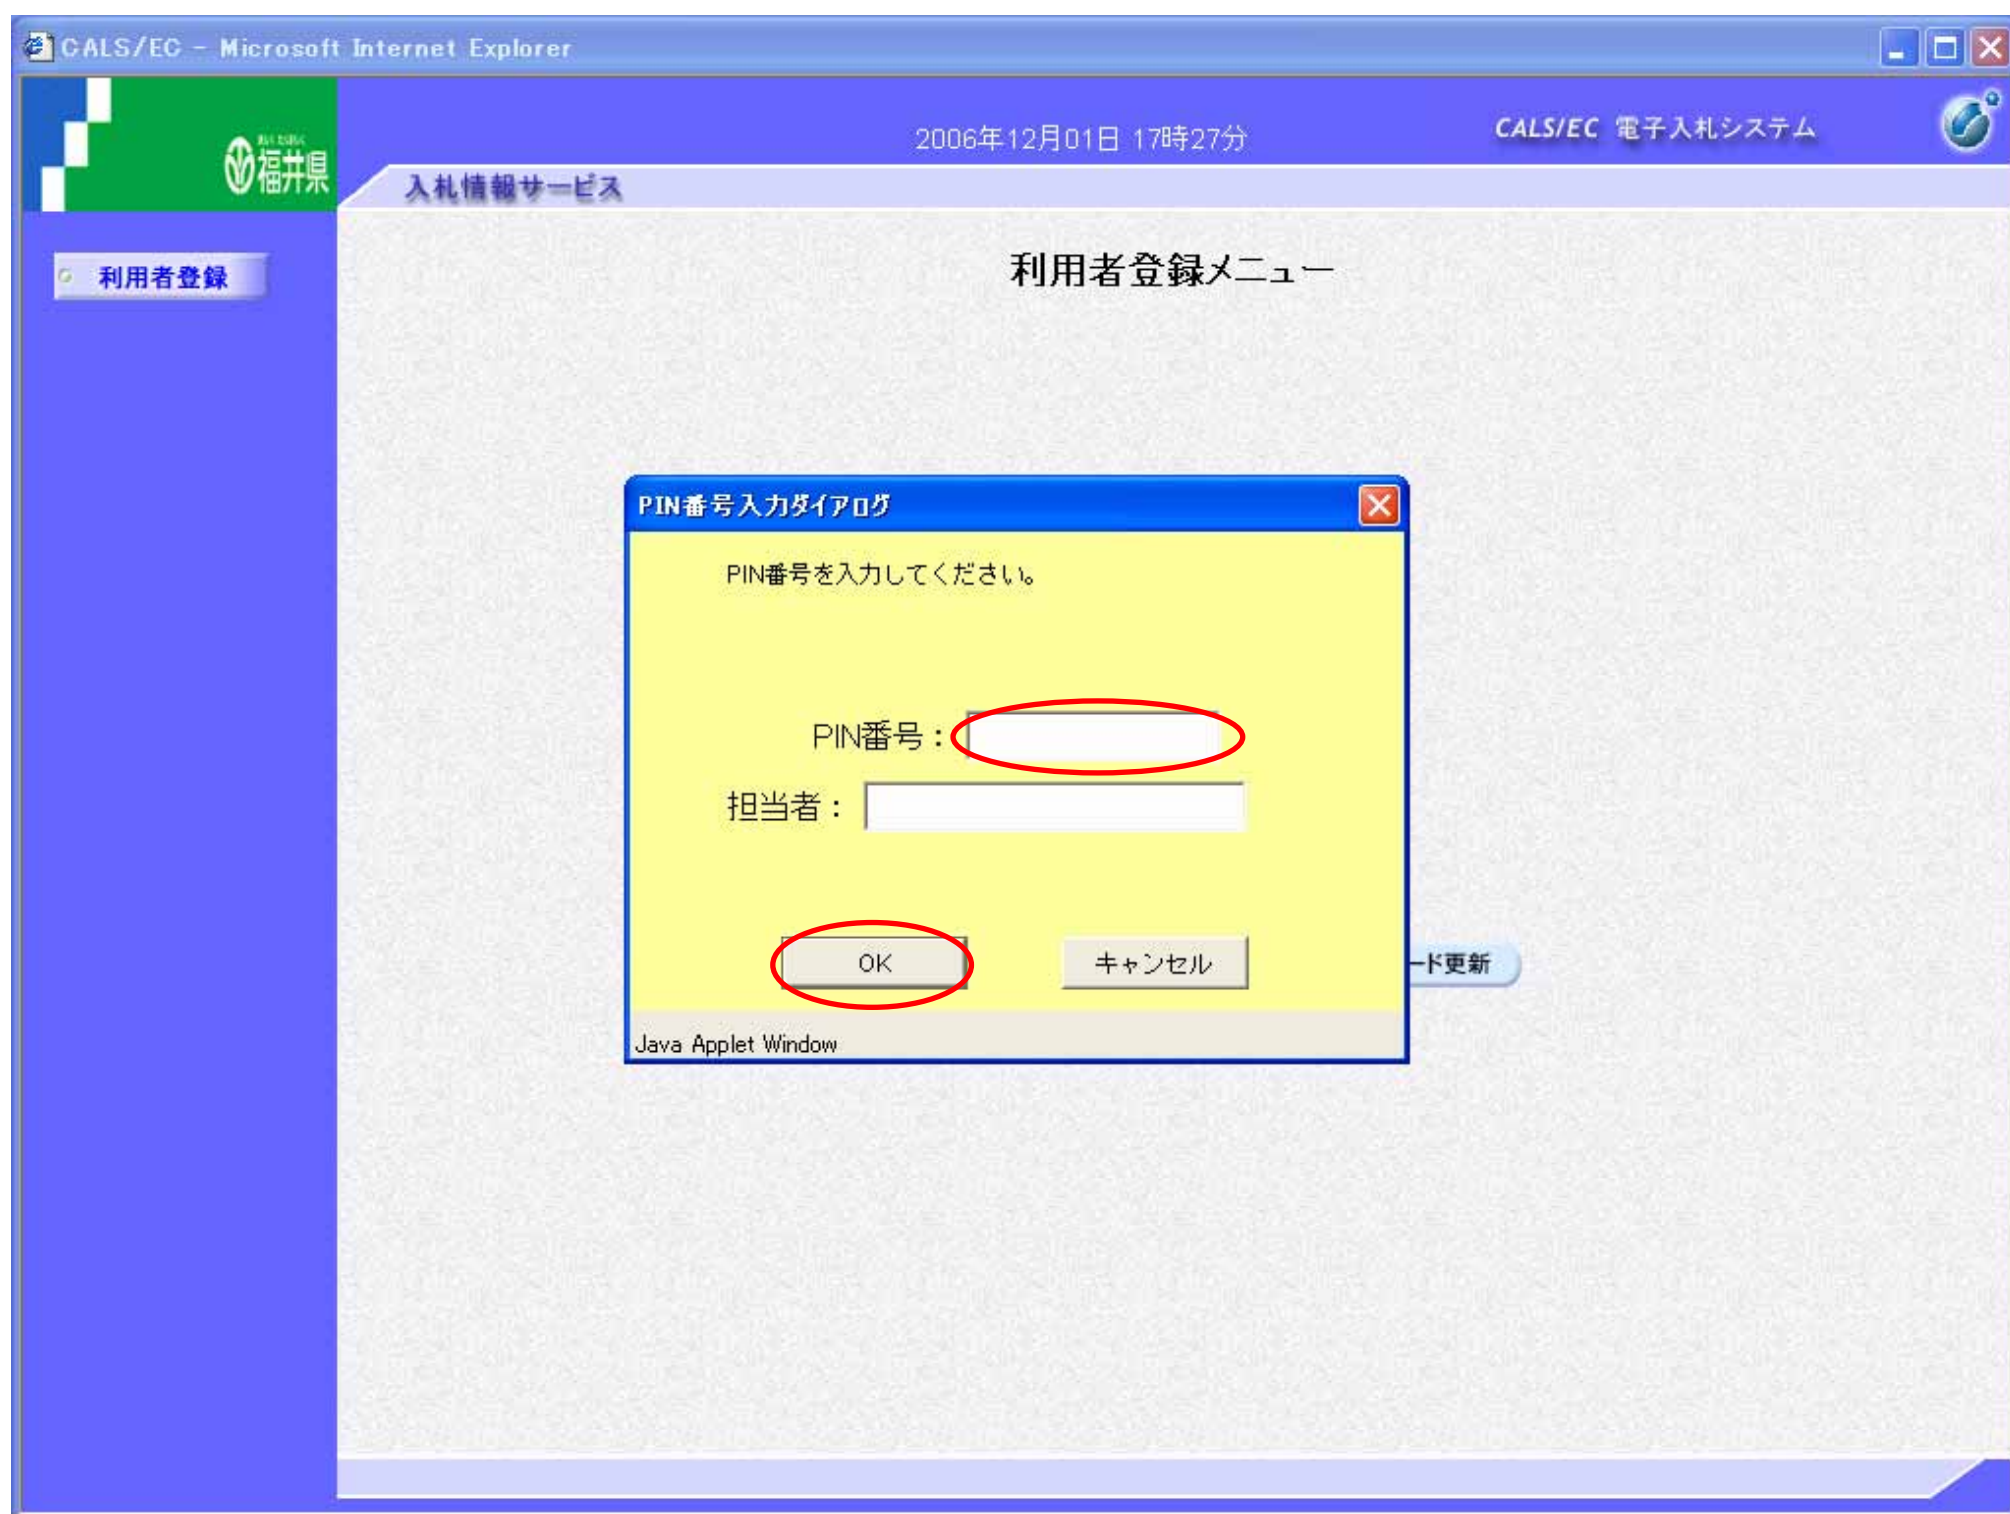 CALS/EC - Microsoft Internet Explorer
福井県
2006年12月01日 17時27分
CALS/EC 電子入札システム
入札情報サービス
利用者登録
利用者登録メニュー
PIN番号入力ダイアログ
PIN番号を入力してください。
PIN番号：
担当者：
OK
キャンセル
ード更新
Java Applet Window